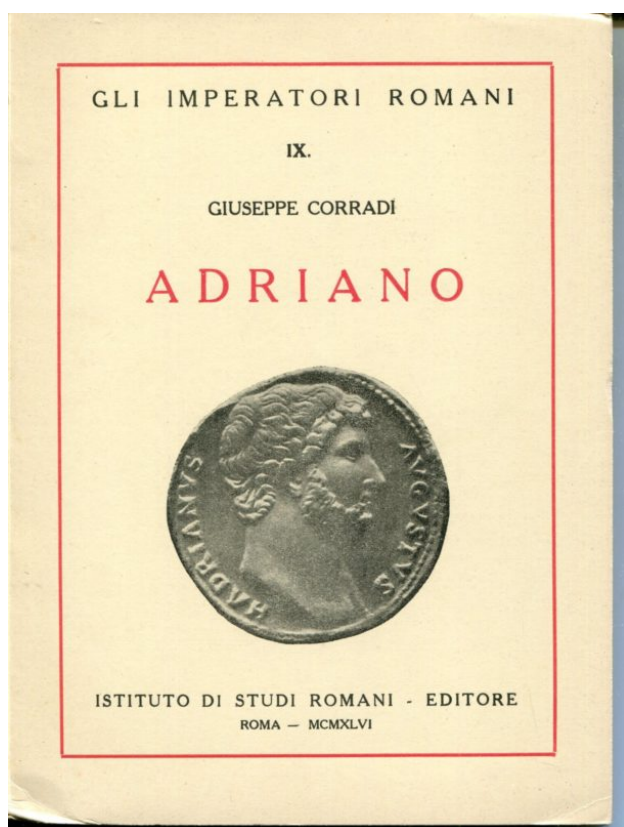 GLI IMPERATORI ROMANI
IX.
GIUSEPPE CORRADI
ADRIANO
HADRIANVS
AVGVSTVS
ISTITUTO DI STUDI ROMANI - EDITORE
ROMA — MCMXLVI